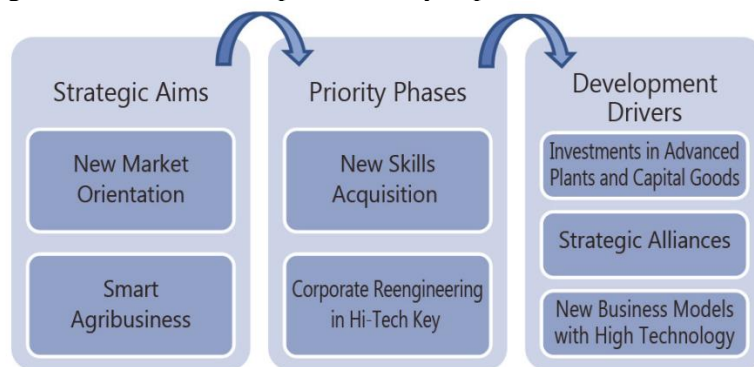 Strategic Aims
New Market
Orientation
Smart
Agribusiness
Priority Phases
New Skills
Acquisition
Corporate Reengineering
in Hi-Tech Key
Development
Drivers
Investments in Advanced
Plants and Capital Goods
Strategic Alliances
New Business Models
with High Technology